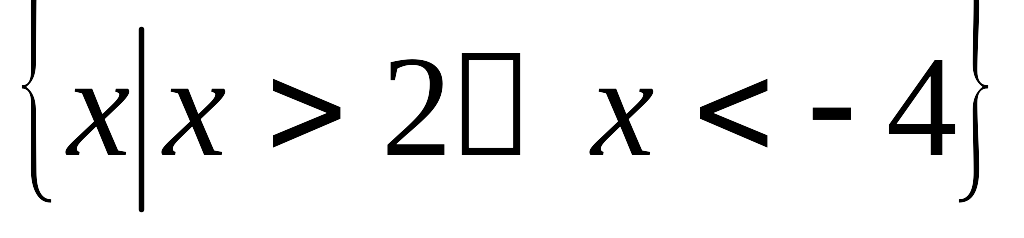 {x|x > 2▯ x < -4}